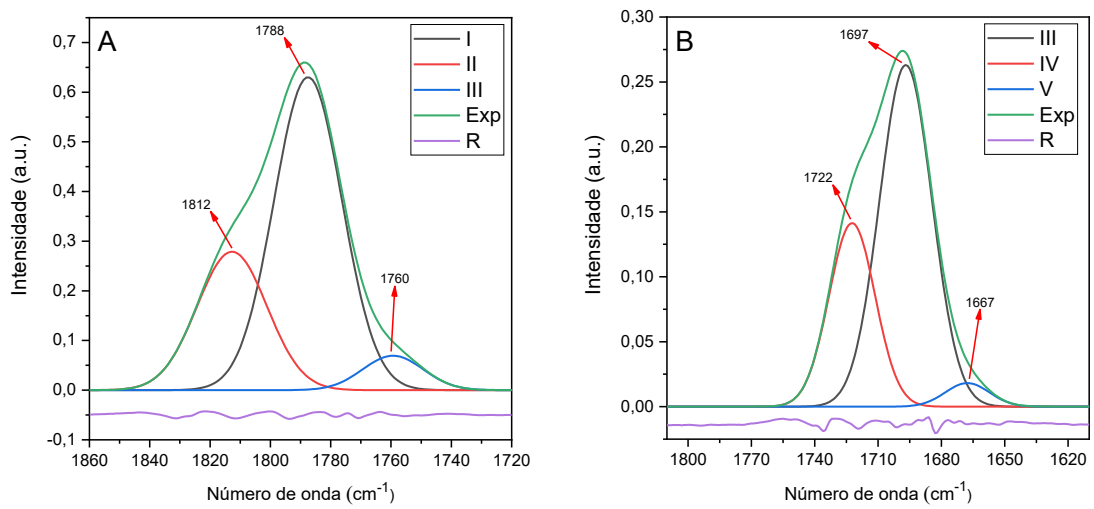 A
1788
1812
1760
I
II
III
Exp
R
0,7
0,6
0,5
0,4
0,3
0,2
0,1
0,0
-0,1
Intensidade (a.u.)
1860 1840 1820 1800 1780 1760 1740 1720
Número de onda (cm⁻¹)
B
1697
1722
1667
III
IV
V
Exp
R
0,30
0,25
0,20
0,15
0,10
0,05
0,00
Intensidade (a.u.)
1800 1770 1740 1710 1680 1650 1620
Número de onda (cm⁻¹)